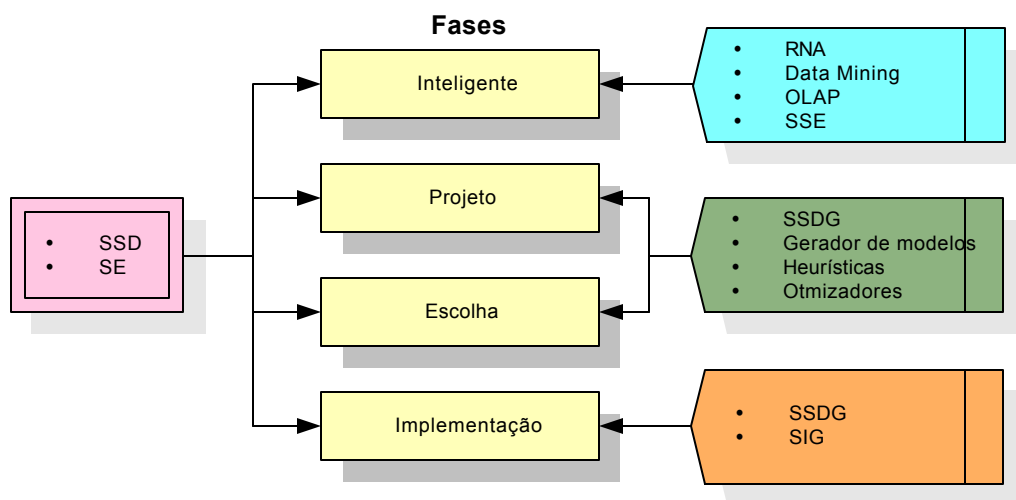 Fases
• SSD
• SE
Inteligente
Projeto
Escolha
Implementação
• RNA
• Data Mining
• OLAP
• SSE
• SSDG
• Gerador de modelos
• Heurísticas
• Otmizadores
• SSDG
• SIG